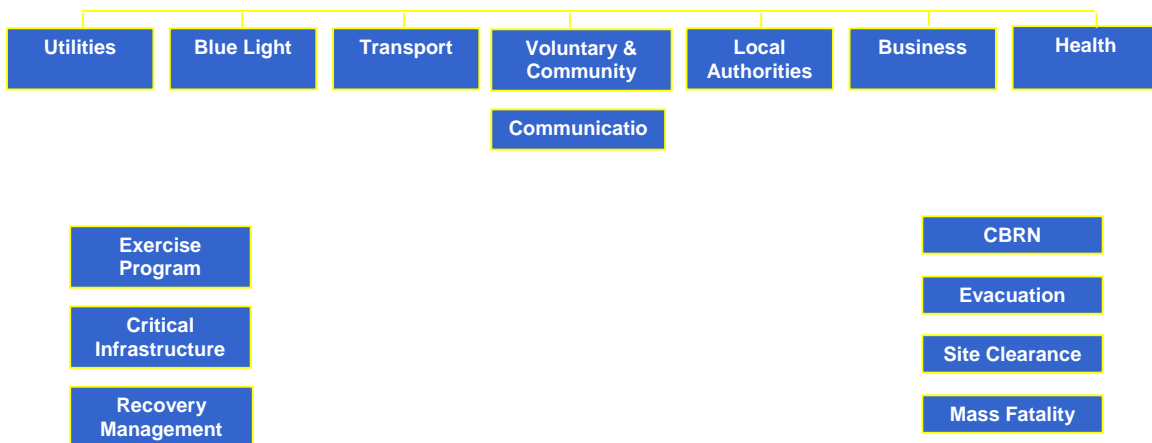 Utilities
Blue Light
Transport
Voluntary &
Community
Local
Authorities
Business
Health
Communicatio
Exercise
Program
Critical
Infrastructure
Recovery
Management
CBRN
Evacuation
Site Clearance
Mass Fatality